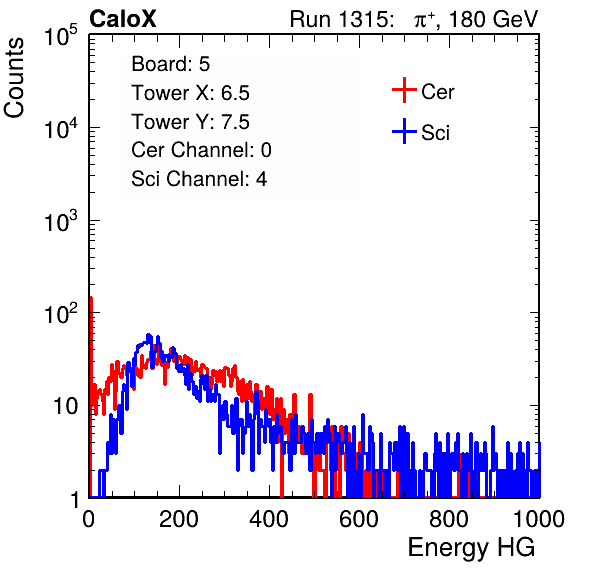 CaloX Run 1315: π⁺, 180 GeV
Counts
10⁵
10⁴
10³
10²
10
1
Board: 5
Tower X: 6.5
Tower Y: 7.5
Cer Channel: 0
Sci Channel: 4
Cer
Sci
0 200 400 600 800 1000
Energy HG